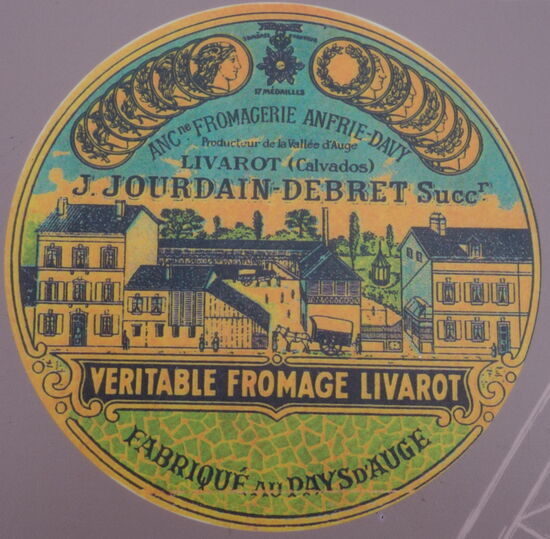 17 MÉDAILLES
ANCne FROMAGERIE ANFRIE-DAVY
Producteur de la Vallée d'Auge
LIVAROT (Calvados)
J. JOURDAIN-DEBRET Succr
VERITABLE FROMAGE LIVAROT
FABRIQUÉ AU PAYS D'AUGE